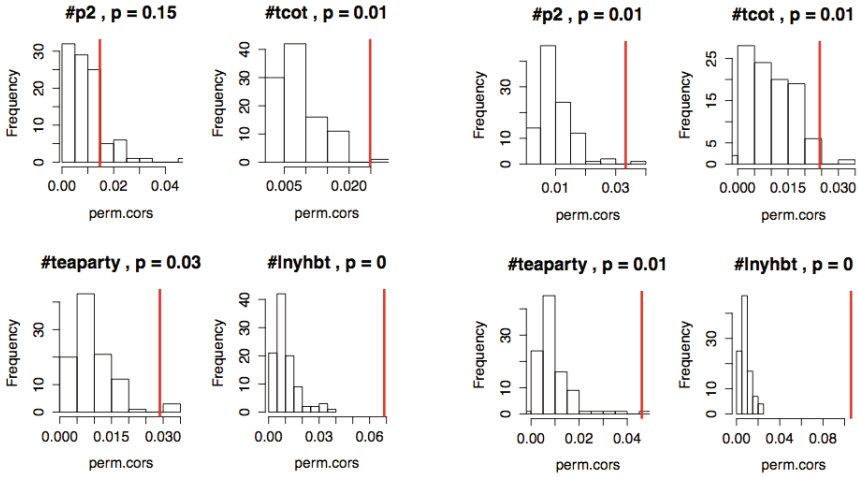 #p2 , p = 0.15
Frequency
30
20
10
0
0.00 0.02 0.04
perm.cors
#tcot , p = 0.01
Frequency
40
30
20
10
0
0.005 0.020
perm.cors
#p2 , p = 0.01
Frequency
30
10
0
0.01 0.03
perm.cors
#tcot , p = 0.01
Frequency
25
15
5
0
0.000 0.015 0.030
perm.cors
#teaparty , p = 0.03
Frequency
30
10
0
0.000 0.015 0.030
perm.cors
#lnyhbt , p = 0
Frequency
40
30
20
10
0
0.00 0.03 0.06
perm.cors
#teaparty , p = 0.01
Frequency
30
10
0
0.00 0.02 0.04
perm.cors
#lnyhbt , p = 0
Frequency
30
10
0
0.00 0.04 0.08
perm.cors